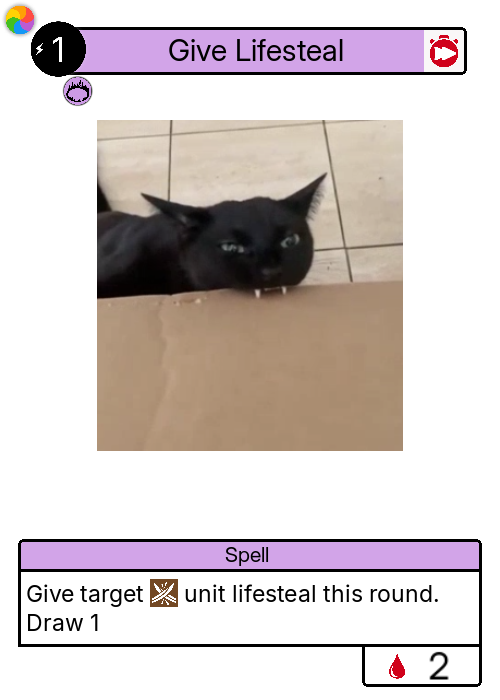 1
Give Lifesteal
Spell
Give target unit lifesteal this round.
Draw 1
2